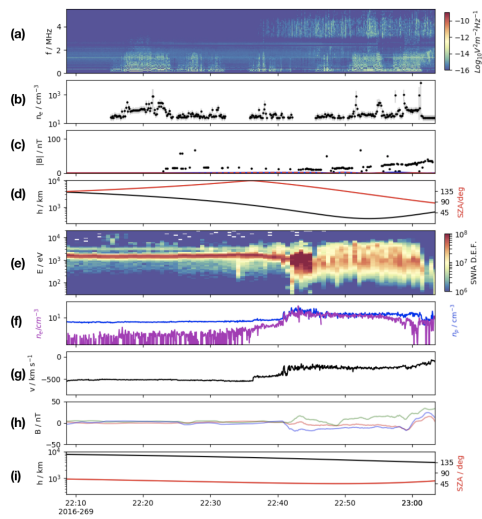 (a)
f / MHz
4
2
0
−10
−12
−14
−16
Log₁₀V²m⁻²Hz⁻¹
(b)
nₑ / cm⁻³
10³
10¹
(c)
|B| / nT
100
0
(d)
h / km
10⁴
10³
135
90
45
SZA/deg
(e)
E / eV
10⁴
10³
10²
10⁸
10⁷
10⁶
SWIA D.E.F.
(f)
nₑ/cm⁻³
10¹
nₚ / cm⁻³
(g)
v / km s⁻¹
0
−500
(h)
B / nT
50
0
−50
(i)
h / km
10³
135
90
45
SZA / deg
22:10 22:20 22:30 22:40 22:50 23:00
2016-269